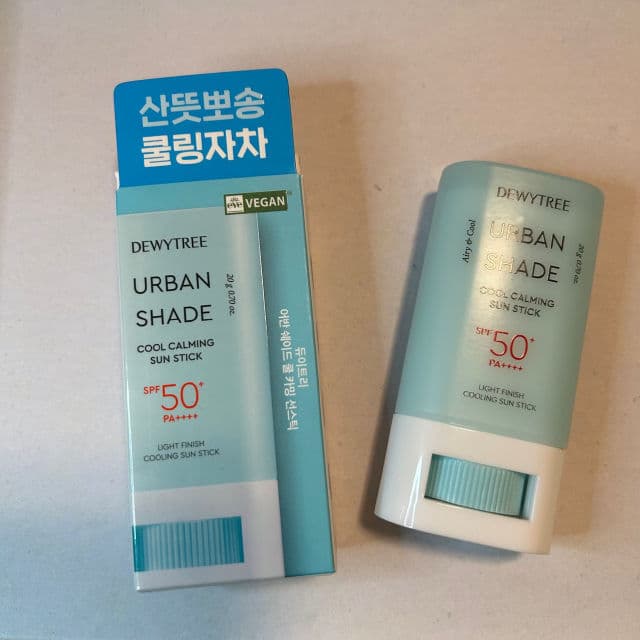 산뜻뽀송
쿨링자차
eve VEGAN
DEWYTREE
URBAN
SHADE
20 g 0.70 oz.
COOL CALMING
SUN STICK
SPF 50+
PA++++
LIGHT FINISH
COOLING SUN STICK
듀이트리
어반 쉐이드 쿨 카밍 선스틱
DEWYTREE
Airy & Cool
URBAN
SHADE
20 g 0.70 oz.
COOL CALMING
SUN STICK
SPF 50+
PA++++
LIGHT FINISH
COOLING SUN STICK